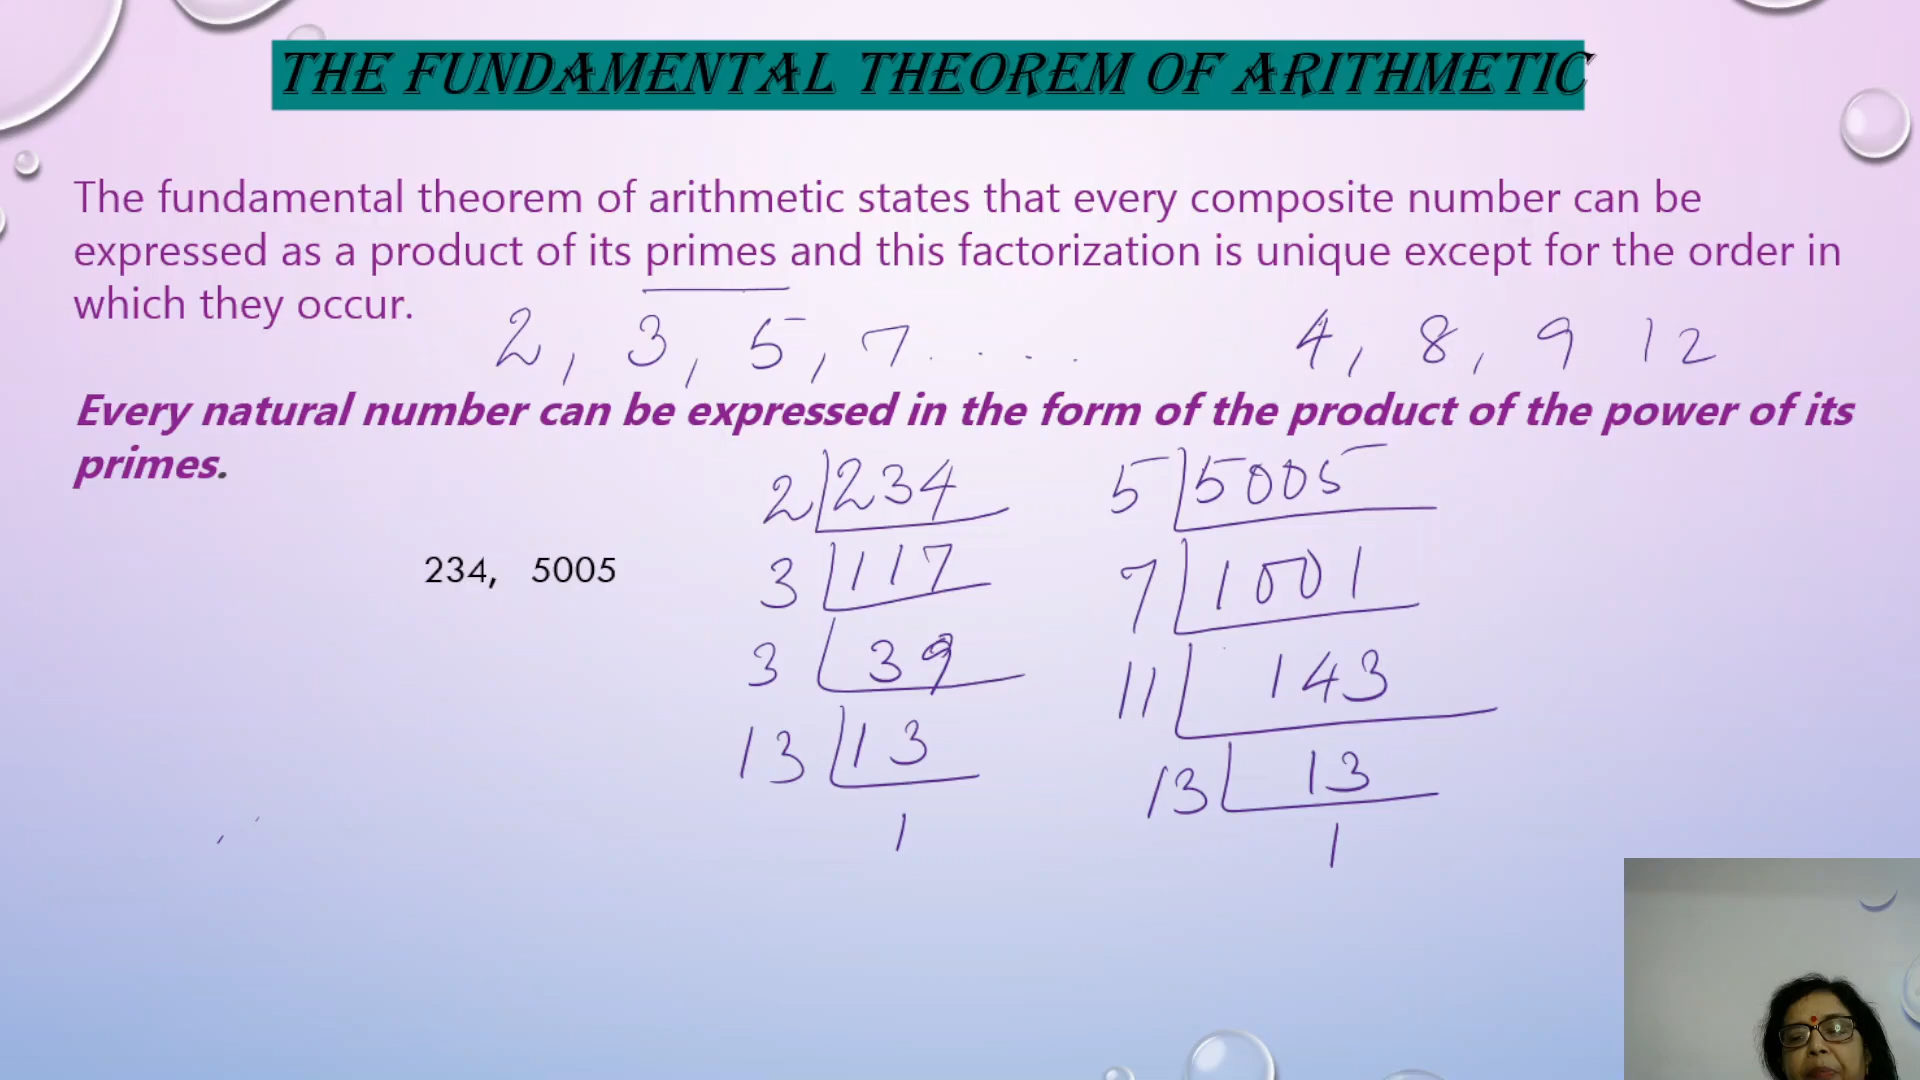 THE FUNDAMENTAL THEOREM OF ARITHMETIC
The fundamental theorem of arithmetic states that every composite number can be
expressed as a product of its primes and this factorization is unique except for the order in
which they occur.
2, 3, 5, 7 . . . . 4, 8, 9 12
Every natural number can be expressed in the form of the product of the power of its
primes.
234, 5005
2 234
3 117
3 39
13 13
1
5 5005
7 1001
11 143
13 13
1